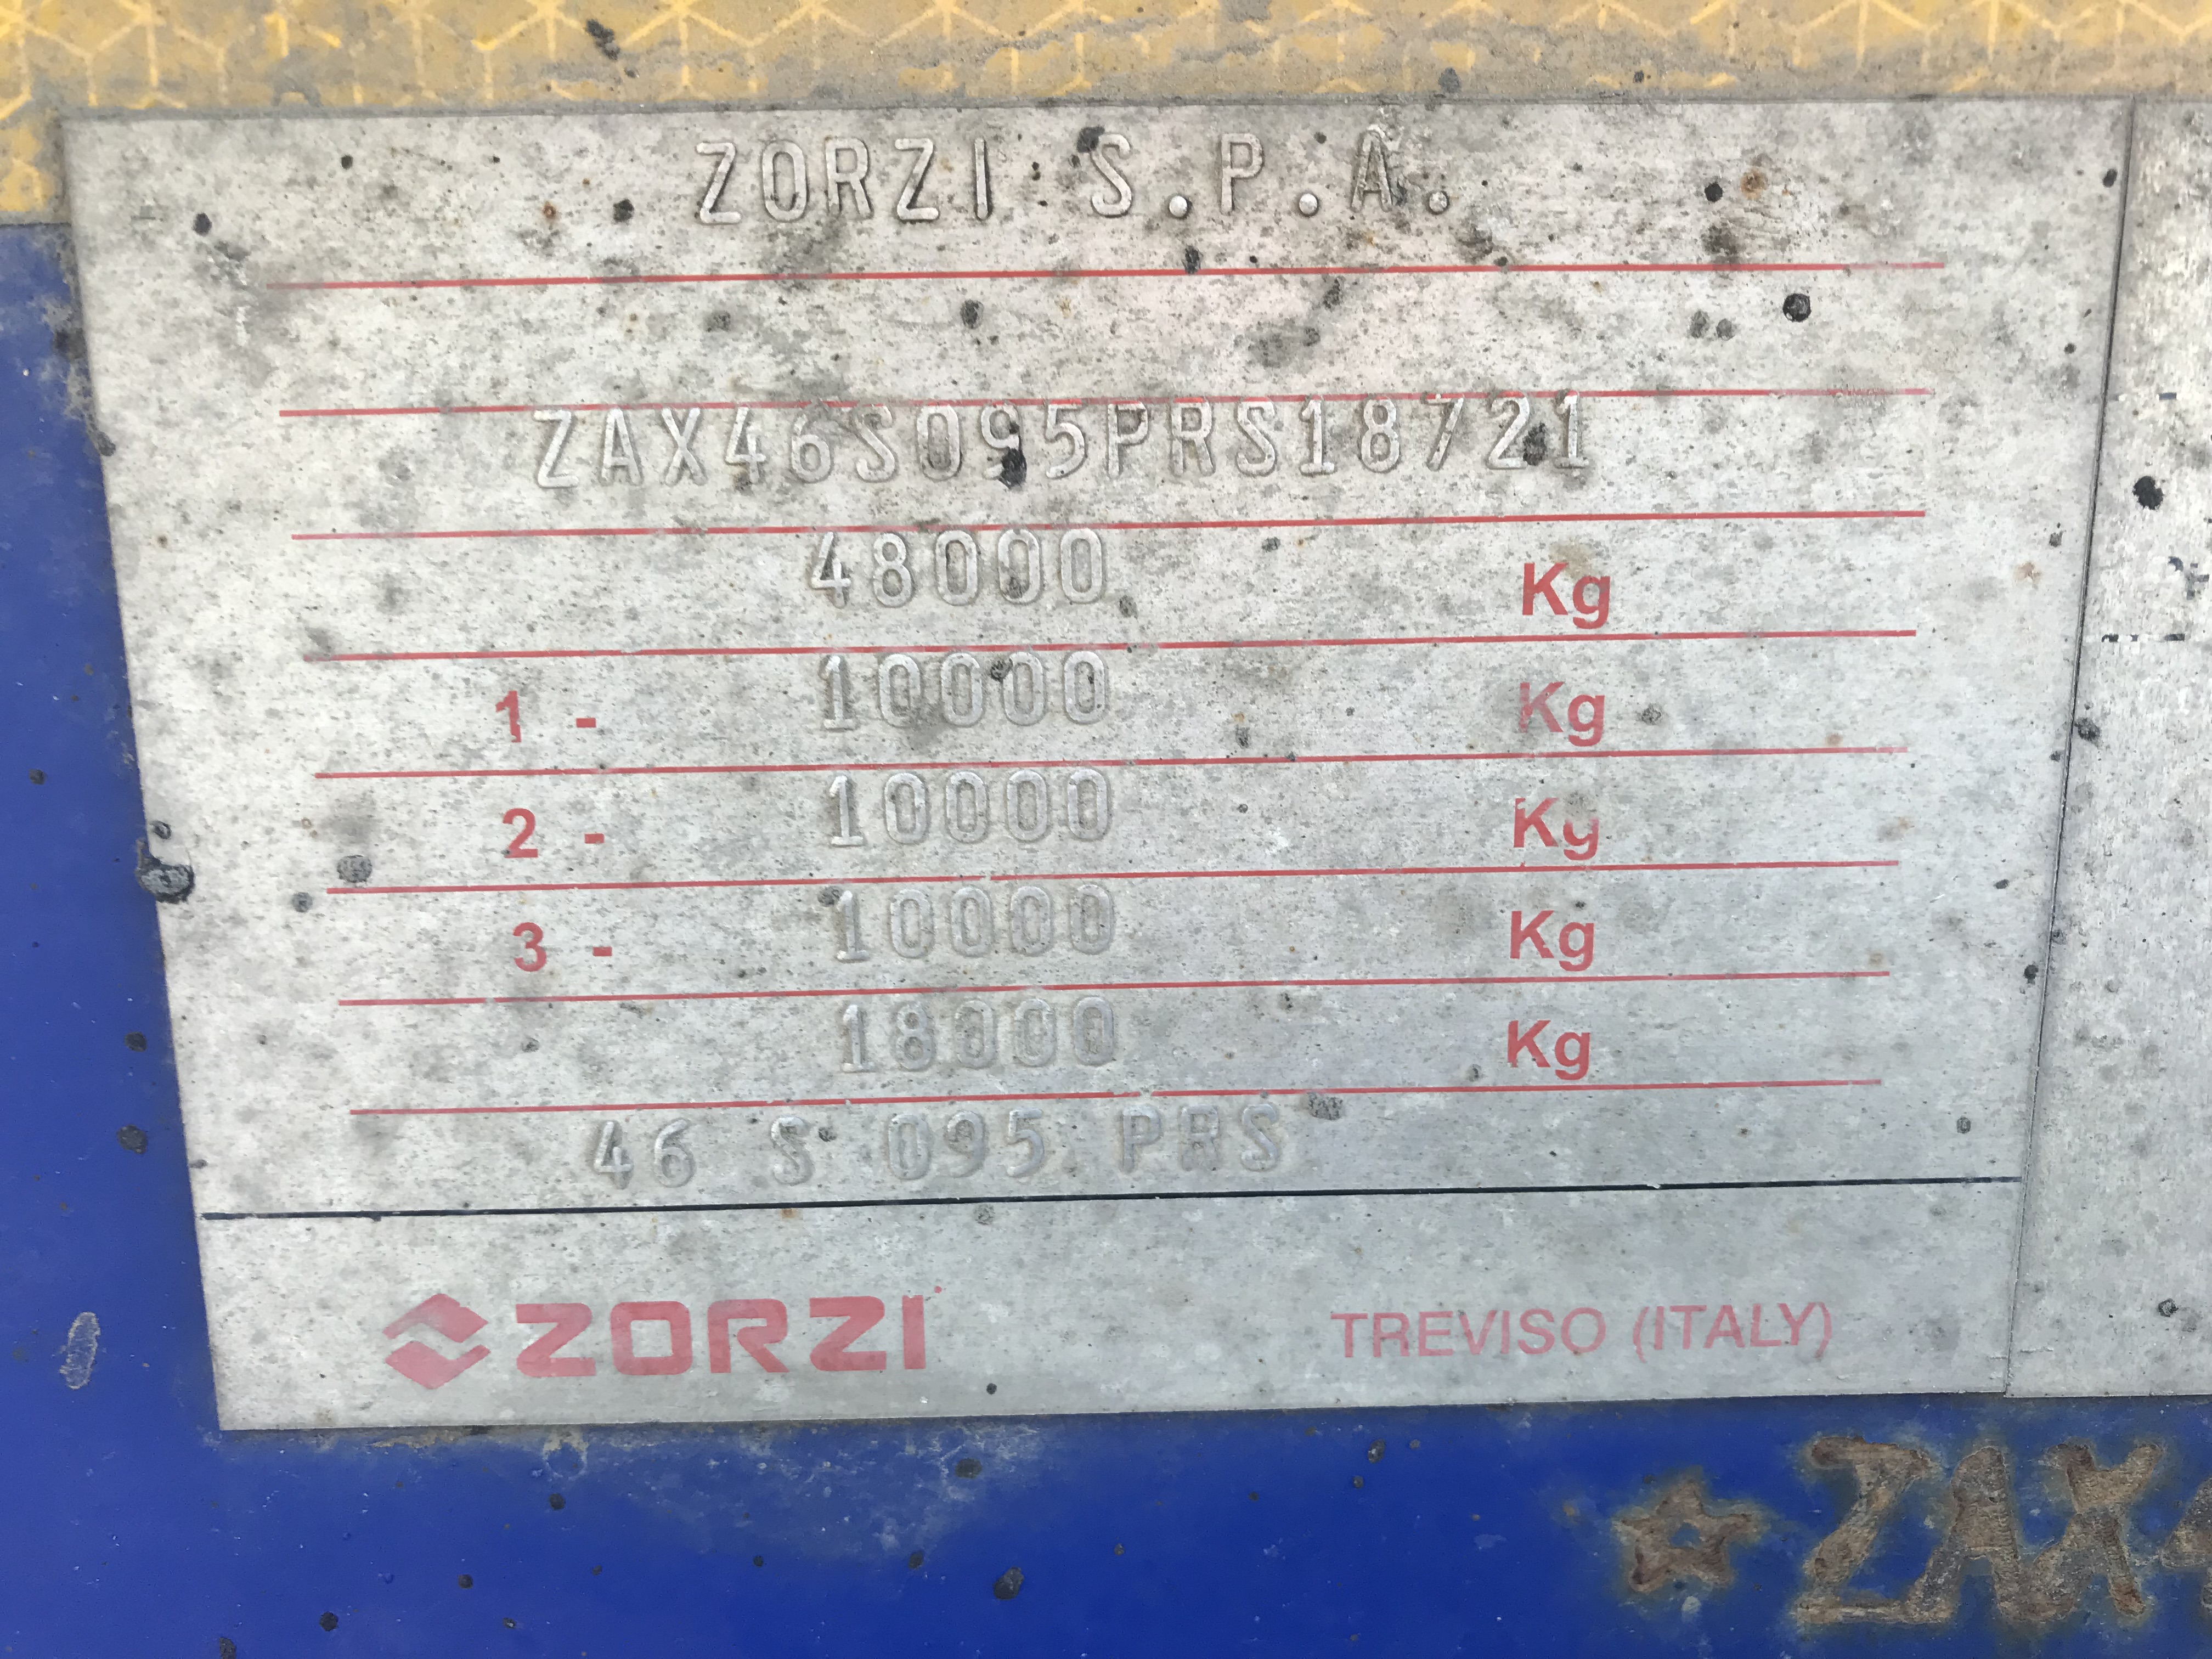 ZORZI S.P.A.
ZAX46S095PRS18721
48000 Kg
1 - 10000 Kg
2 - 10000 Kg
3 - 10000 Kg
18000 Kg
46 S 095 PRS
ZORZI TREVISO (ITALY)
☆ZAX4